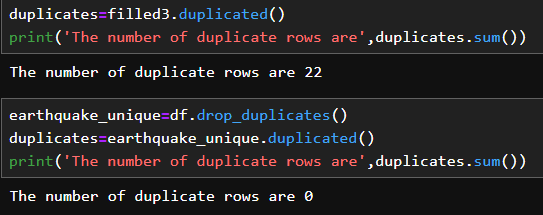 duplicates=filled3.duplicated()
print('The number of duplicate rows are',duplicates.sum())
The number of duplicate rows are 22
earthquake_unique=df.drop_duplicates()
duplicates=earthquake_unique.duplicated()
print('The number of duplicate rows are',duplicates.sum())
The number of duplicate rows are 0